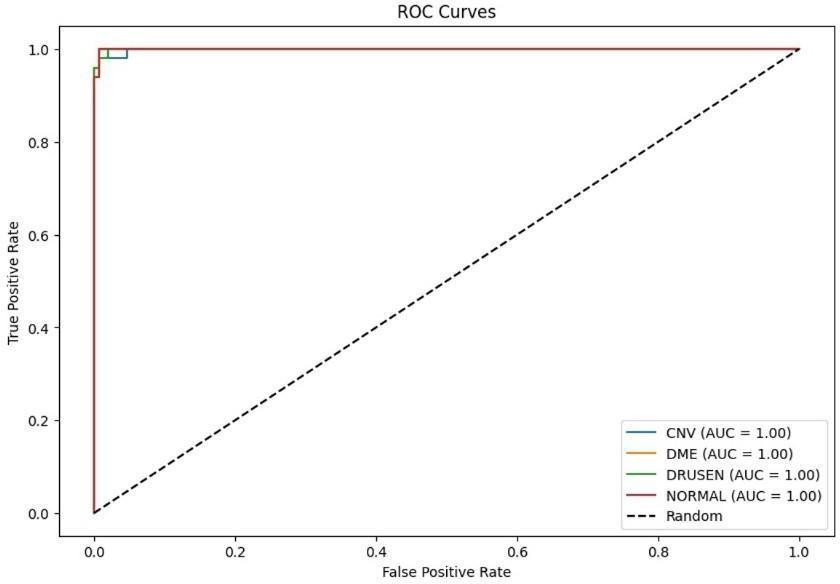 ROC Curves
1.0
0.8
0.6
0.4
0.2
0.0
True Positive Rate
CNV (AUC = 1.00)
DME (AUC = 1.00)
DRUSEN (AUC = 1.00)
NORMAL (AUC = 1.00)
Random
0.0 0.2 0.4 0.6 0.8 1.0
False Positive Rate